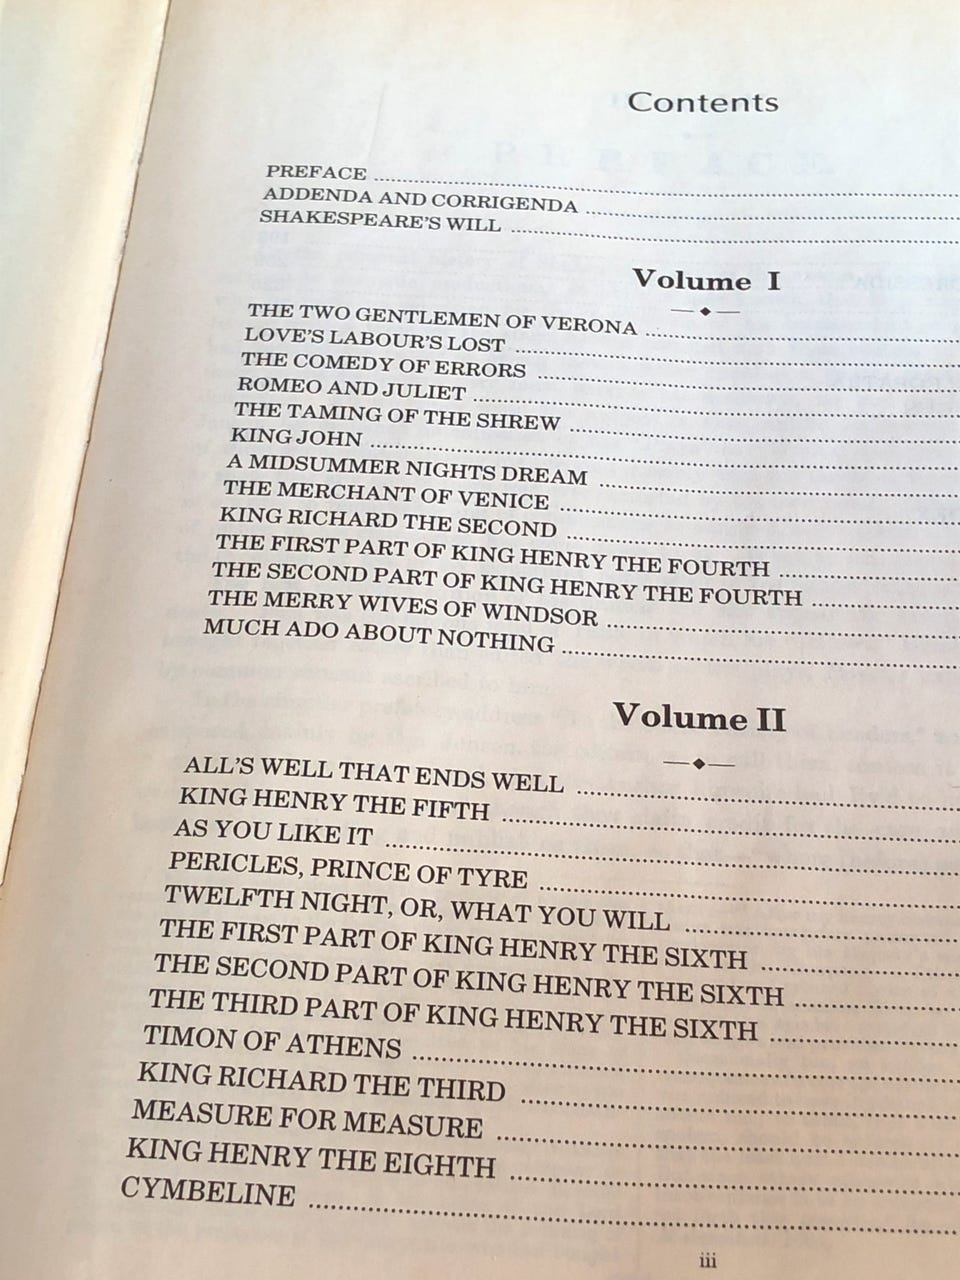 Contents
PREFACE
ADDENDA AND CORRIGENDA
SHAKESPEARE'S WILL
Volume I
THE TWO GENTLEMEN OF VERONA
LOVE'S LABOUR'S LOST
THE COMEDY OF ERRORS
ROMEO AND JULIET
THE TAMING OF THE SHREW
KING JOHN
A MIDSUMMER NIGHTS DREAM
THE MERCHANT OF VENICE
KING RICHARD THE SECOND
THE FIRST PART OF KING HENRY THE FOURTH
THE SECOND PART OF KING HENRY THE FOURTH
THE MERRY WIVES OF WINDSOR
MUCH ADO ABOUT NOTHING
Volume II
ALL'S WELL THAT ENDS WELL
KING HENRY THE FIFTH
AS YOU LIKE IT
PERICLES, PRINCE OF TYRE
TWELFTH NIGHT, OR, WHAT YOU WILL
THE FIRST PART OF KING HENRY THE SIXTH
THE SECOND PART OF KING HENRY THE SIXTH
THE THIRD PART OF KING HENRY THE SIXTH
TIMON OF ATHENS
KING RICHARD THE THIRD
MEASURE FOR MEASURE
KING HENRY THE EIGHTH
CYMBELINE
iii